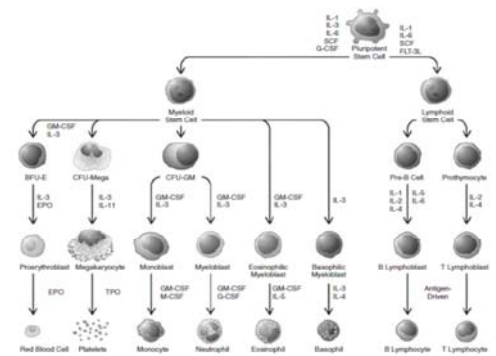 IL-1
IL-3
IL-6
SCF
G-CSF
IL-1
IL-6
SCF
FLT-3L
Pluripotent
Stem Cell
Myeloid
Stem Cell
Lymphoid
Stem Cell
GM-CSF
IL-3
BFU-E
CFU-Mega
CFU-GM
Pre-B Cell
Prothymocyte
IL-3
EPO
IL-3
IL-11
GM-CSF
IL-3
GM-CSF
IL-3
GM-CSF
IL-3
IL-3
IL-1
IL-2
IL-4
IL-5
IL-6
IL-2
IL-4
Proerythroblast
Megakaryocyte
Monoblast
Myeloblast
Eosinophilic
Myeloblast
Basophilic
Myeloblast
B Lymphoblast
T Lymphoblast
EPO
TPO
GM-CSF
M-CSF
GM-CSF
G-CSF
GM-CSF
IL-5
IL-3
IL-4
Antigen-
Driven
Red Blood Cell
Platelets
Monocyte
Neutrophil
Eosinophil
Basophil
B Lymphocyte
T Lymphocyte